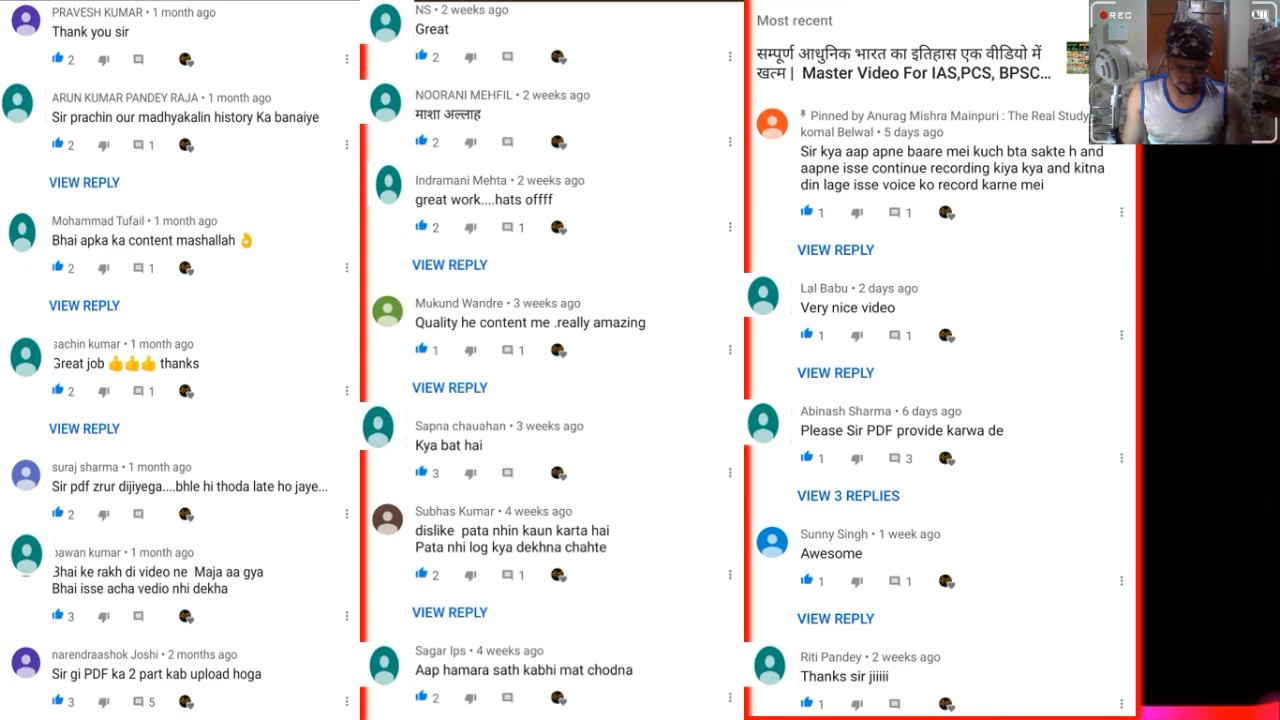 PRAVESH KUMAR • 1 month ago
Thank you sir
2
ARUN KUMAR PANDEY RAJA • 1 month ago
Sir prachin our madhyakalin history Ka banaiye
2 1
VIEW REPLY
Mohammad Tufail • 1 month ago
Bhai apka ka content mashallah 👌
2 1
VIEW REPLY
sachin kumar • 1 month ago
Great job 👍👍👍 thanks
2 1
VIEW REPLY
suraj sharma • 1 month ago
Sir pdf zrur dijiyega....bhle hi thoda late ho jaye...
2
pawan kumar • 1 month ago
Bhai ke rakh di video ne Maja aa gya
Bhai isse acha vedio nhi dekha
3
narendraashok Joshi • 2 months ago
Sir gi PDF ka 2 part kab upload hoga
3 5
NS • 2 weeks ago
Great
2
NOORANI MEHFIL • 2 weeks ago
माशा अल्लाह
2
Indramani Mehta • 2 weeks ago
great work....hats offff
2 1
VIEW REPLY
Mukund Wandre • 3 weeks ago
Quality he content me .really amazing
1 1
VIEW REPLY
Sapna chauahan • 3 weeks ago
Kya bat hai
3
Subhas Kumar • 4 weeks ago
dislike pata nhin kaun karta hai
Pata nhi log kya dekhna chahte
2 1
VIEW REPLY
Sagar Ips • 4 weeks ago
Aap hamara sath kabhi mat chodna
2
Most recent
सम्पूर्ण आधुनिक भारत का इतिहास एक वीडियो में
खत्म | Master Video For IAS,PCS, BPSC...
Pinned by Anurag Mishra Mainpuri : The Real Study
komal Belwal • 5 days ago
Sir kya aap apne baare mei kuch bta sakte h and
aapne isse continue recording kiya kya and kitna
din lage isse voice ko record karne mei
1 1
VIEW REPLY
Lal Babu • 2 days ago
Very nice video
1 1
VIEW REPLY
Abinash Sharma • 6 days ago
Please Sir PDF provide karwa de
1 3
VIEW 3 REPLIES
Sunny Singh • 1 week ago
Awesome
1 1
VIEW REPLY
Riti Pandey • 2 weeks ago
Thanks sir jiiiii
1
REC